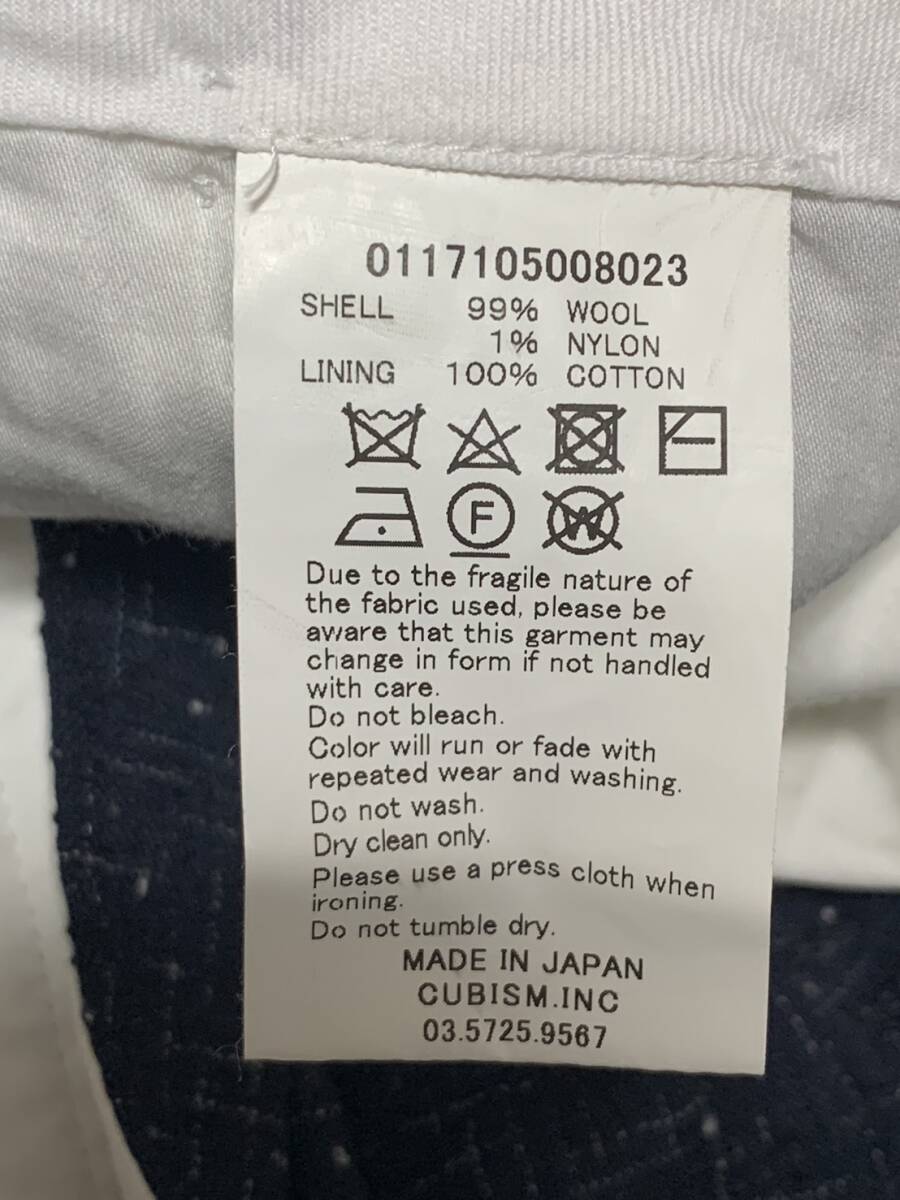 0117105008023
SHELL 99% WOOL
1% NYLON
LINING 100% COTTON
F W
Due to the fragile nature of
the fabric used, please be
aware that this garment may
change in form if not handled
with care.
Do not bleach.
Color will run or fade with
repeated wear and washing.
Do not wash.
Dry clean only.
Please use a press cloth when
ironing.
Do not tumble dry.
MADE IN JAPAN
CUBISM.INC
03.5725.9567